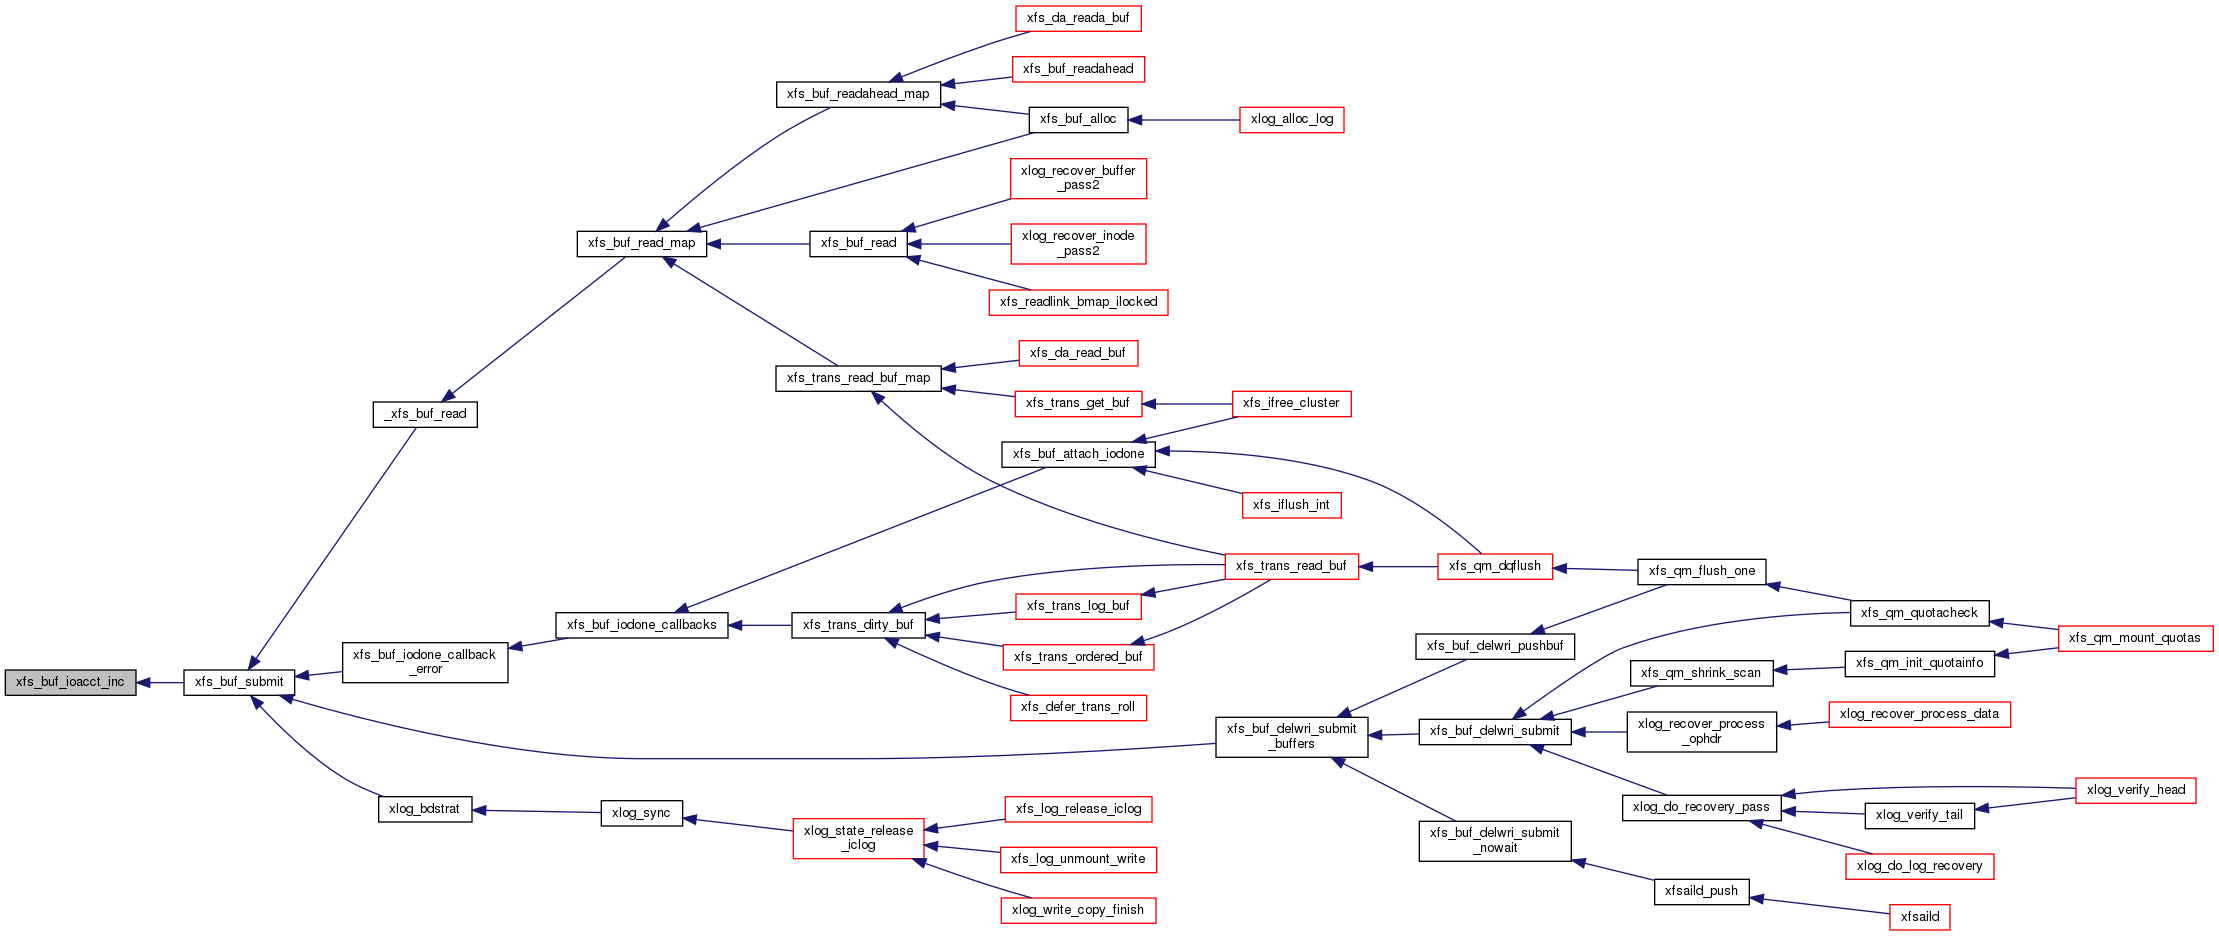 xfs_da_reada_buf
xfs_buf_readahead
xfs_buf_readahead_map
xfs_buf_alloc
xlog_alloc_log
xlog_recover_buffer
_pass2
xfs_buf_read_map
xfs_buf_read
xlog_recover_inode
_pass2
xfs_readlink_bmap_ilocked
xfs_da_read_buf
xfs_trans_read_buf_map
xfs_trans_get_buf
xfs_ifree_cluster
_xfs_buf_read
xfs_buf_attach_iodone
xfs_iflush_int
xfs_trans_read_buf
xfs_qm_dqflush
xfs_qm_flush_one
xfs_trans_log_buf
xfs_buf_iodone_callbacks
xfs_trans_dirty_buf
xfs_qm_quotacheck
xfs_qm_mount_quotas
xfs_buf_delwri_pushbuf
xfs_trans_ordered_buf
xfs_buf_iodone_callback
_error
xfs_qm_init_quotainfo
xfs_qm_shrink_scan
xfs_buf_ioacct_inc
xfs_buf_submit
xfs_defer_trans_roll
xlog_recover_process_data
xfs_buf_delwri_submit
_buffers
xfs_buf_delwri_submit
xlog_recover_process
_ophdr
xlog_verify_head
xlog_bdstrat
xlog_sync
xfs_log_release_iclog
xlog_do_recovery_pass
xlog_verify_tail
xlog_state_release
_iclog
xfs_buf_delwri_submit
_nowait
xfs_log_unmount_write
xlog_do_log_recovery
xfsaild_push
xlog_write_copy_finish
xfsaild